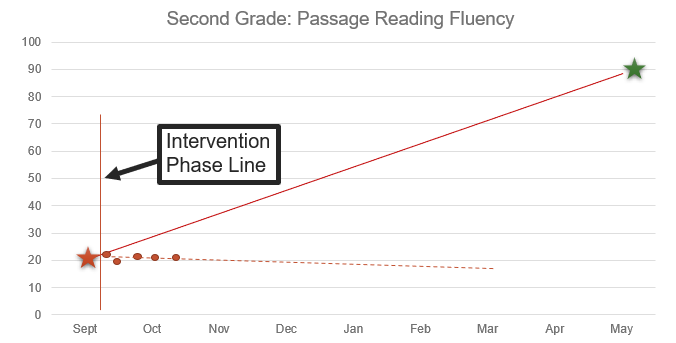 Second Grade: Passage Reading Fluency
100
90
80
70
60
50
40
30
20
10
0
Intervention
Phase Line
Sept Oct Nov Dec Jan Feb Mar Apr May